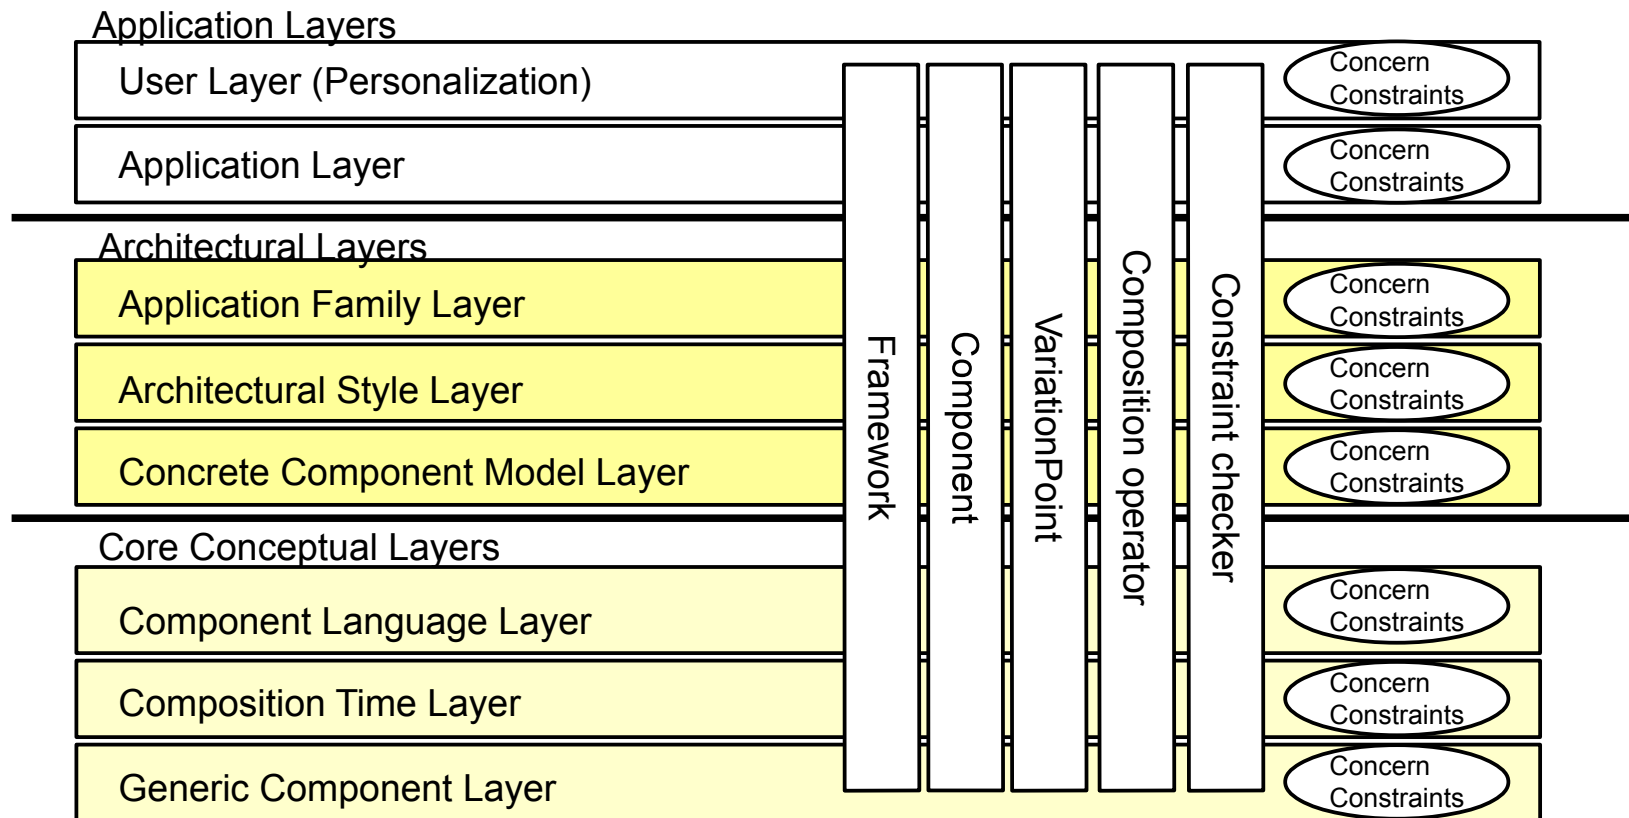 Application Layers
User Layer (Personalization)
Concern
Constraints
Application Layer
Concern
Constraints
Architectural Layers
Application Family Layer
Concern
Constraints
Architectural Style Layer
Concern
Constraints
Concrete Component Model Layer
Concern
Constraints
Framework
Component
VariationPoint
Composition operator
Constraint checker
Core Conceptual Layers
Component Language Layer
Concern
Constraints
Composition Time Layer
Concern
Constraints
Generic Component Layer
Concern
Constraints